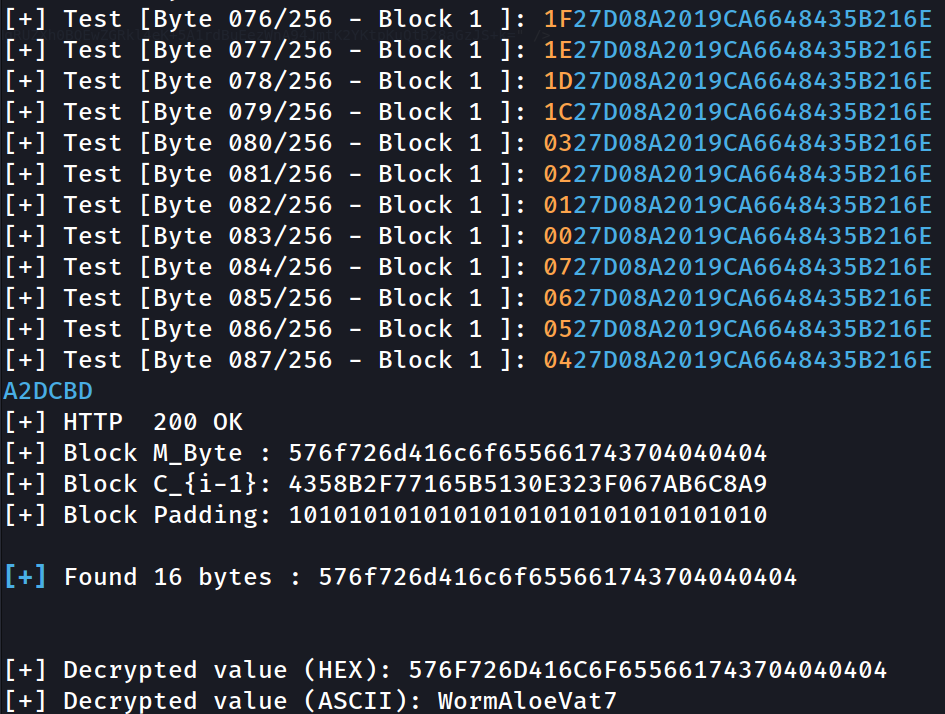 [+] Test [Byte 076/256 - Block 1 ]: 1F27D08A2019CA6648435B216E
[+] Test [Byte 077/256 - Block 1 ]: 1E27D08A2019CA6648435B216E
[+] Test [Byte 078/256 - Block 1 ]: 1D27D08A2019CA6648435B216E
[+] Test [Byte 079/256 - Block 1 ]: 1C27D08A2019CA6648435B216E
[+] Test [Byte 080/256 - Block 1 ]: 0327D08A2019CA6648435B216E
[+] Test [Byte 081/256 - Block 1 ]: 0227D08A2019CA6648435B216E
[+] Test [Byte 082/256 - Block 1 ]: 0127D08A2019CA6648435B216E
[+] Test [Byte 083/256 - Block 1 ]: 0027D08A2019CA6648435B216E
[+] Test [Byte 084/256 - Block 1 ]: 0727D08A2019CA6648435B216E
[+] Test [Byte 085/256 - Block 1 ]: 0627D08A2019CA6648435B216E
[+] Test [Byte 086/256 - Block 1 ]: 0527D08A2019CA6648435B216E
[+] Test [Byte 087/256 - Block 1 ]: 0427D08A2019CA6648435B216E
A2DCBD
[+] HTTP  200 OK
[+] Block M_Byte : 576f726d416c6f655661743704040404
[+] Block C_{i-1}: 4358B2F77165B5130E323F067AB6C8A9
[+] Block Padding: 10101010101010101010101010101010
[+] Found 16 bytes : 576f726d416c6f655661743704040404
[+] Decrypted value (HEX): 576F726D416C6F655661743704040404
[+] Decrypted value (ASCII): WormAloeVat7